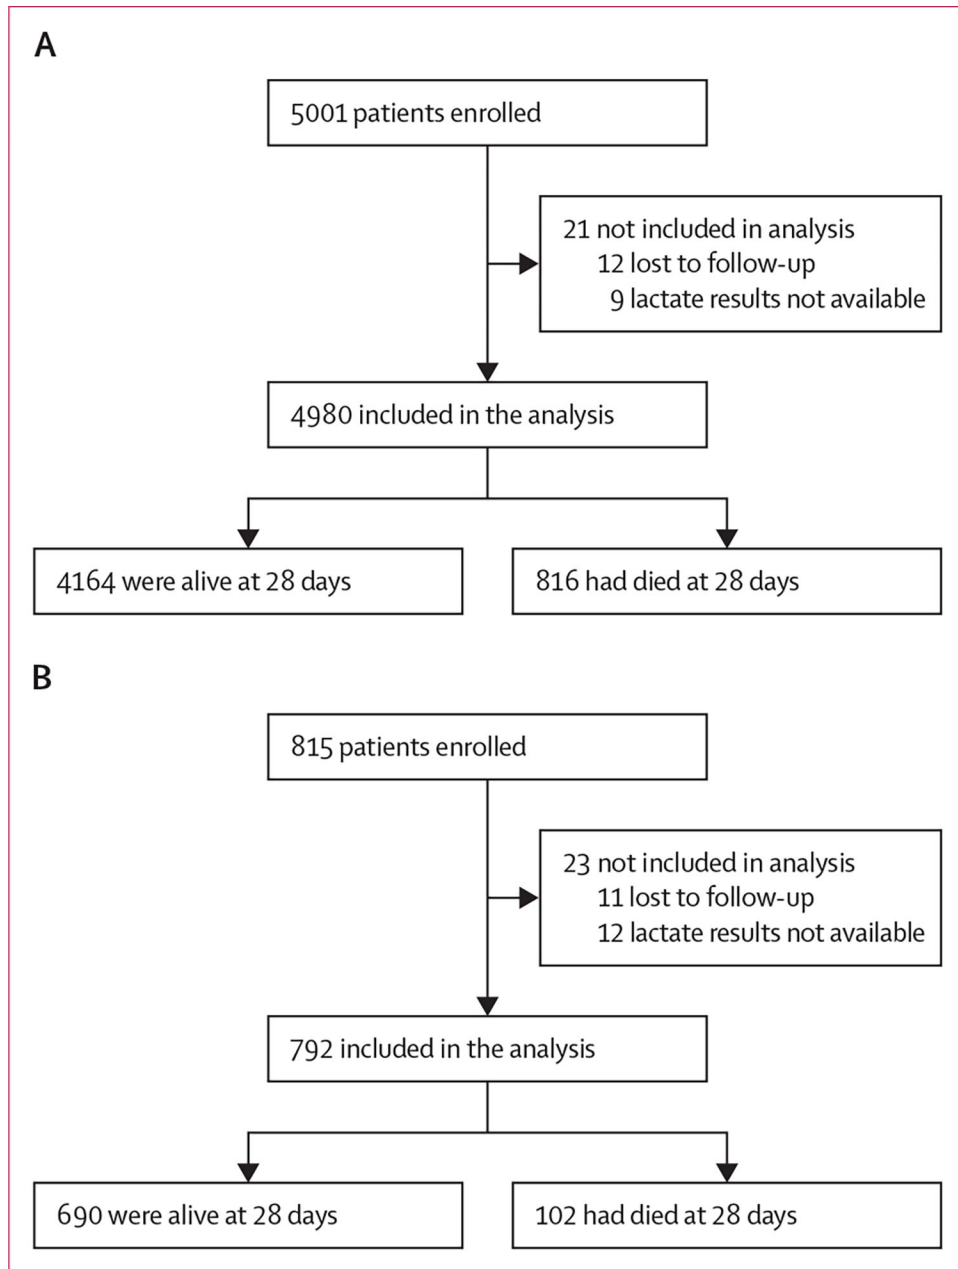 A
5001 patients enrolled
21 not included in analysis
12 lost to follow-up
9 lactate results not available
4980 included in the analysis
4164 were alive at 28 days
816 had died at 28 days
B
815 patients enrolled
23 not included in analysis
11 lost to follow-up
12 lactate results not available
792 included in the analysis
690 were alive at 28 days
102 had died at 28 days